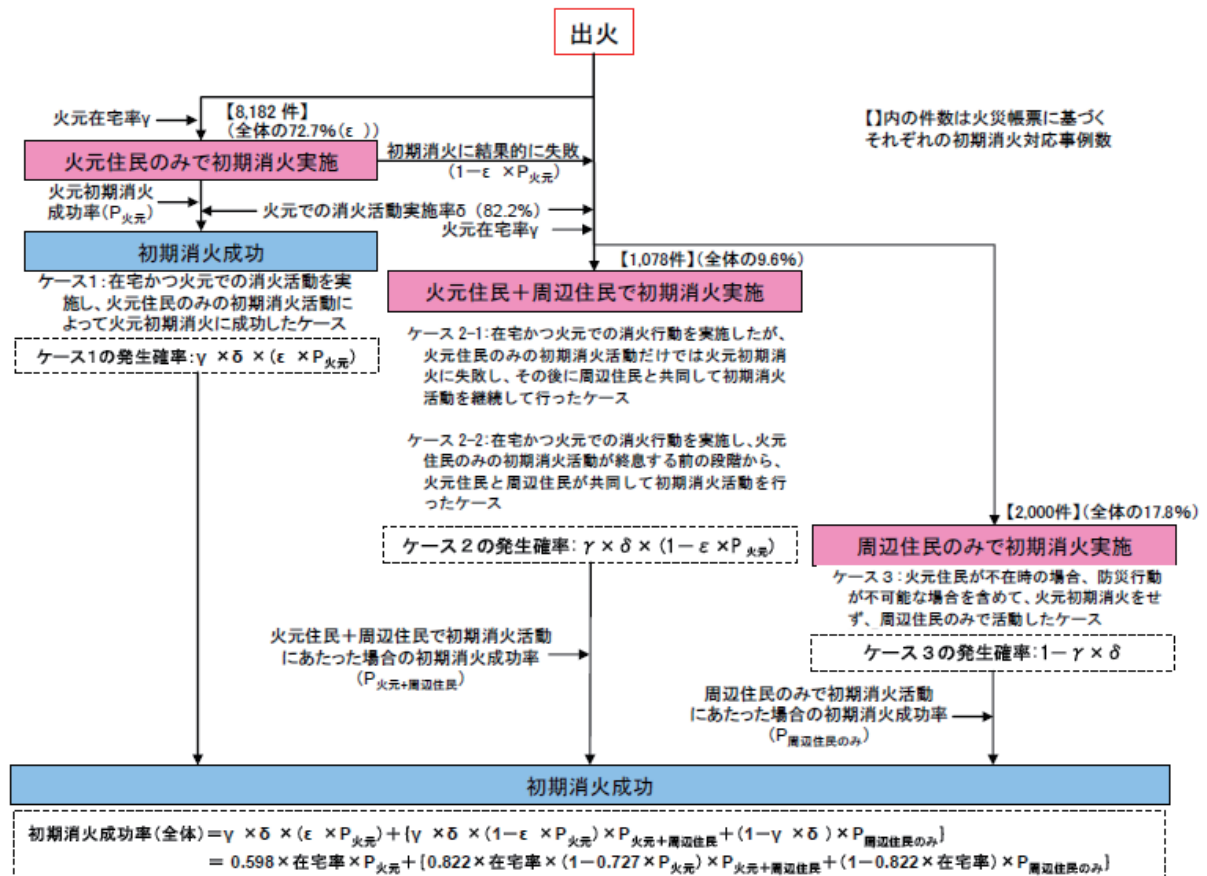 出火
火元在宅率γ
【8,182 件】
(全体の72.7%(ε ))
【】内の件数は火災帳票に基づく
それぞれの初期消火対応事例数
火元住民のみで初期消火実施
初期消火に結果的に失敗
(1−ε ×P火元)
火元初期消火
成功率(P火元)
火元での消火活動実施率δ (82.2%)
火元在宅率γ
初期消火成功
ケース1:在宅かつ火元での消火活動を実
施し、火元住民のみの初期消火活動に
よって火元初期消火に成功したケース
ケース1の発生確率:γ ×δ ×(ε ×P火元)
【1,078件】(全体の9.6%)
火元住民+周辺住民で初期消火実施
ケース 2-1:在宅かつ火元での消火行動を実施したが、
火元住民のみの初期消火活動だけでは火元初期消
火に失敗し、その後に周辺住民と共同して初期消火
活動を継続して行ったケース
ケース 2-2:在宅かつ火元での消火行動を実施し、火元
住民のみの初期消火活動が終息する前の段階から、
火元住民と周辺住民が共同して初期消火活動を行
ったケース
ケース2の発生確率:γ×δ×(1−ε×P火元)
【2,000件】(全体の17.8%)
周辺住民のみで初期消火実施
ケース3:火元住民が不在時の場合、防災行動
が不可能な場合を含めて、火元初期消火をせ
ず、周辺住民のみで活動したケース
ケース3の発生確率:1−γ×δ
火元住民+周辺住民で初期消火活動
にあたった場合の初期消火成功率
(P火元+周辺住民)
周辺住民のみで初期消火活動
にあたった場合の初期消火成功率
(P周辺住民のみ)
初期消火成功
初期消火成功率(全体)=γ ×δ ×(ε ×P火元)+{γ ×δ ×(1−ε ×P火元)×P火元+周辺住民+(1−γ ×δ )×P周辺住民のみ}
= 0.598×在宅率×P火元+{0.822×在宅率×(1−0.727×P火元)×P火元+周辺住民+(1−0.822×在宅率)×P周辺住民のみ}